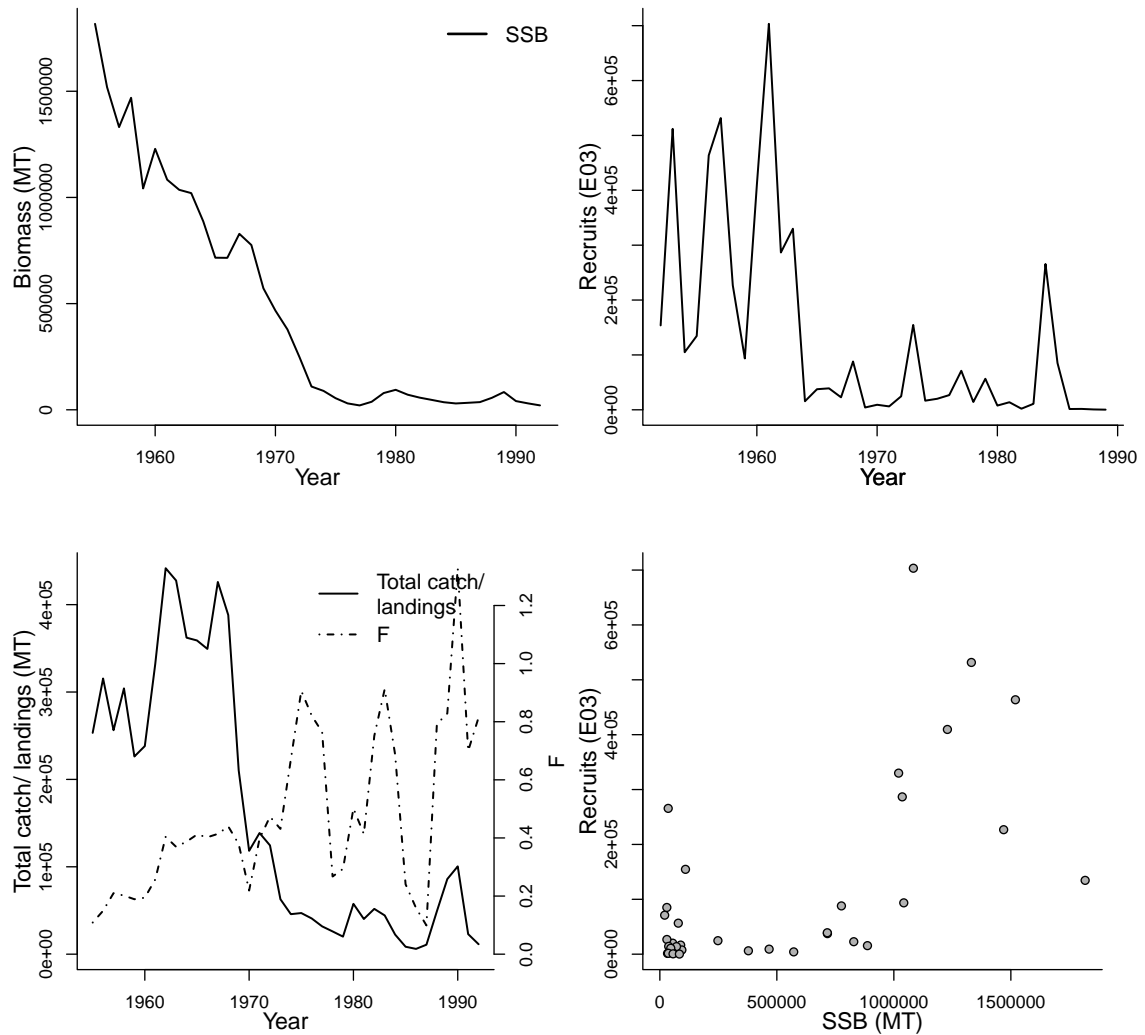 SSB
Biomass (MT)
0
500000
1000000
1500000
1960
1970
1980
1990
Year
Recruits (E03)
0e+00
2e+05
4e+05
6e+05
1960
1970
1980
1990
Year
Total catch/
landings
F
Total catch/ landings (MT)
0e+00
1e+05
2e+05
3e+05
4e+05
F
0.0
0.2
0.4
0.6
0.8
1.0
1.2
1960
1970
1980
1990
Year
Recruits (E03)
0e+00
2e+05
4e+05
6e+05
0
500000
1000000
1500000
SSB (MT)